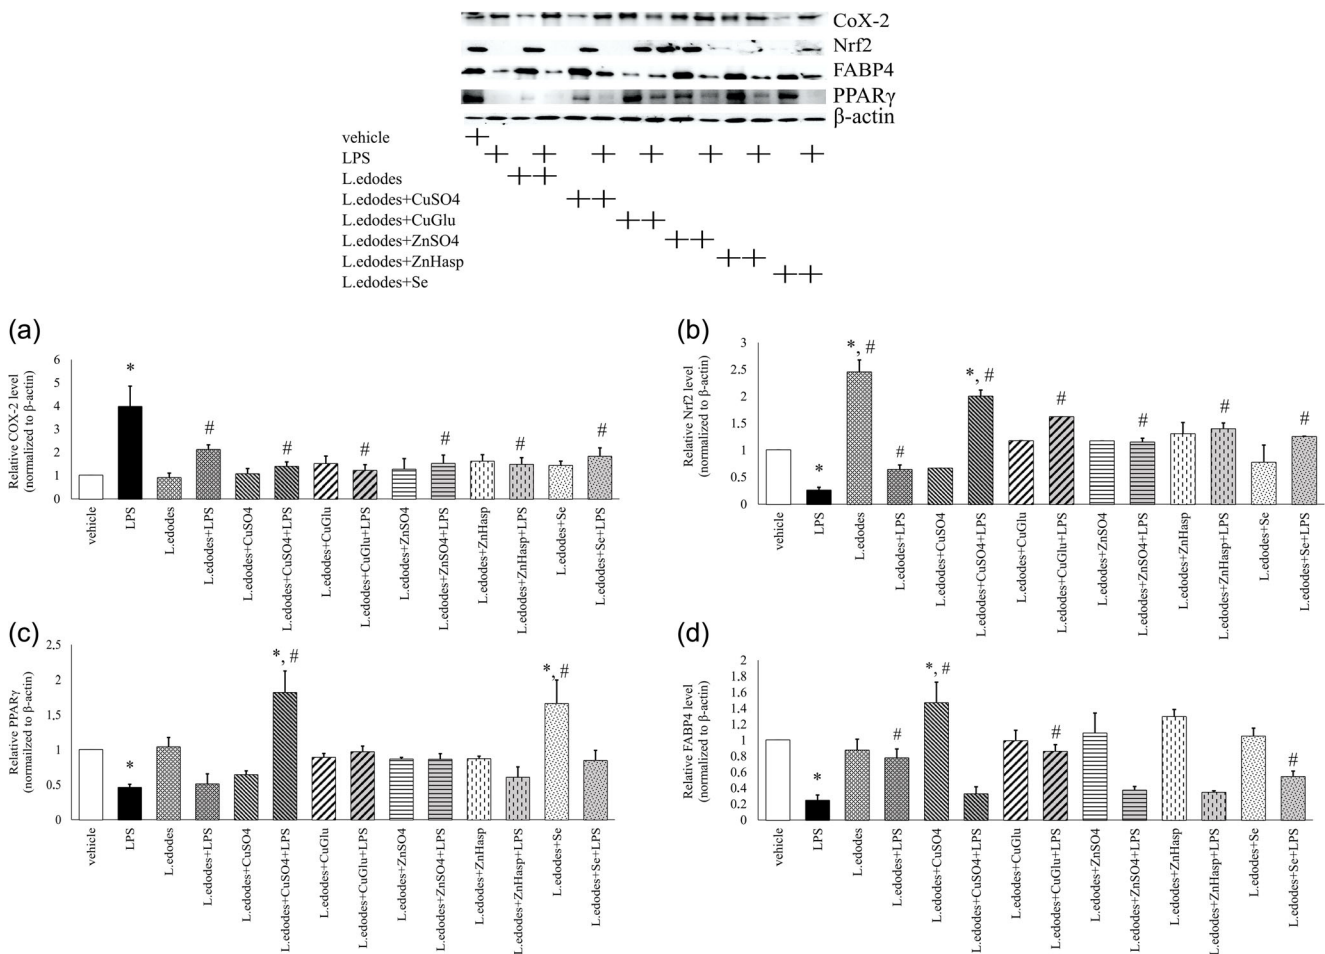 CoX-2
Nrf2
FABP4
PPARγ
β-actin
vehicle
LPS
L.edodes
L.edodes+CuSO4
L.edodes+CuGlu
L.edodes+ZnSO4
L.edodes+ZnHasp
L.edodes+Se
(a)
Relative COX-2 level
(normalized to β-actin)
6
5
4
3
2
1
0
*
#
#
#
#
#
#
vehicle
LPS
L.edodes
L.edodes+LPS
L.edodes+CuSO4
L.edodes+CuSO4+LPS
L.edodes+CuGlu
L.edodes+CuGlu+LPS
L.edodes+ZnSO4
L.edodes+ZnSO4+LPS
L.edodes+ZnHasp
L.edodes+ZnHasp+LPS
L.edodes+Se
L.edodes+Se+LPS
(b)
Relative Nrf2 level
(normalized to β-actin)
3
2.5
2
1.5
1
0.5
0
*
*, #
#
*, #
#
#
#
#
vehicle
LPS
L.edodes
L.edodes+LPS
L.edodes+CuSO4
L.edodes+CuSO4+LPS
L.edodes+CuGlu
L.edodes+CuGlu+LPS
L.edodes+ZnSO4
L.edodes+ZnSO4+LPS
L.edodes+ZnHasp
L.edodes+ZnHasp+LPS
L.edodes+Se
L.edodes+Se+LPS
(c)
Relative PPARγ
(normalized to β-actin)
2,5
2
1.5
1
0.5
0
*
*, #
*, #
vehicle
LPS
L.edodes
L.edodes+LPS
L.edodes+CuSO4
L.edodes+CuSO4+LPS
L.edodes+CuGlu
L.edodes+CuGlu+LPS
L.edodes+ZnSO4
L.edodes+ZnSO4+LPS
L.edodes+ZnHasp
L.edodes+ZnHasp+LPS
L.edodes+Se
L.edodes+Se+LPS
(d)
Relative FABP4 level
(normalized to β-actin)
2
1.8
1.6
1.4
1.2
1
0.8
0.6
0.4
0.2
0
*
#
*, #
#
#
vehicle
LPS
L.edodes
L.edodes+LPS
L.edodes+CuSO4
L.edodes+CuSO4+LPS
L.edodes+CuGlu
L.edodes+CuGlu+LPS
L.edodes+ZnSO4
L.edodes+ZnSO4+LPS
L.edodes+ZnHasp
L.edodes+ZnHasp+LPS
L.edodes+Se
L.edodes+Se+LPS